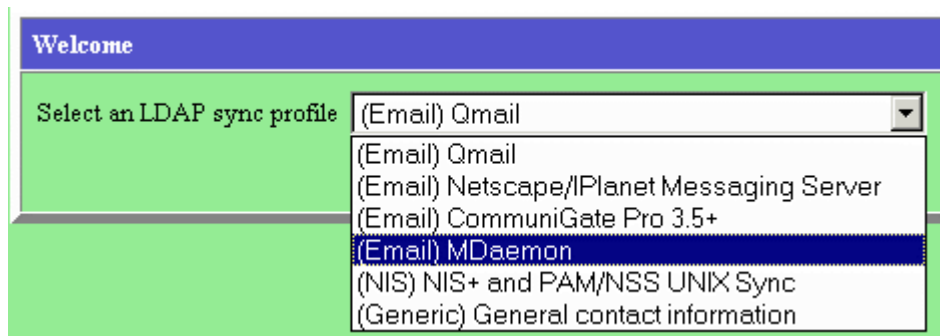 Welcome
Select an LDAP sync profile (Email) Qmail
(Email) Qmail
(Email) Netscape/IPlanet Messaging Server
(Email) CommuniGate Pro 3.5+
(Email) MDaemon
(NIS) NIS+ and PAM/NSS UNIX Sync
(Generic) General contact information